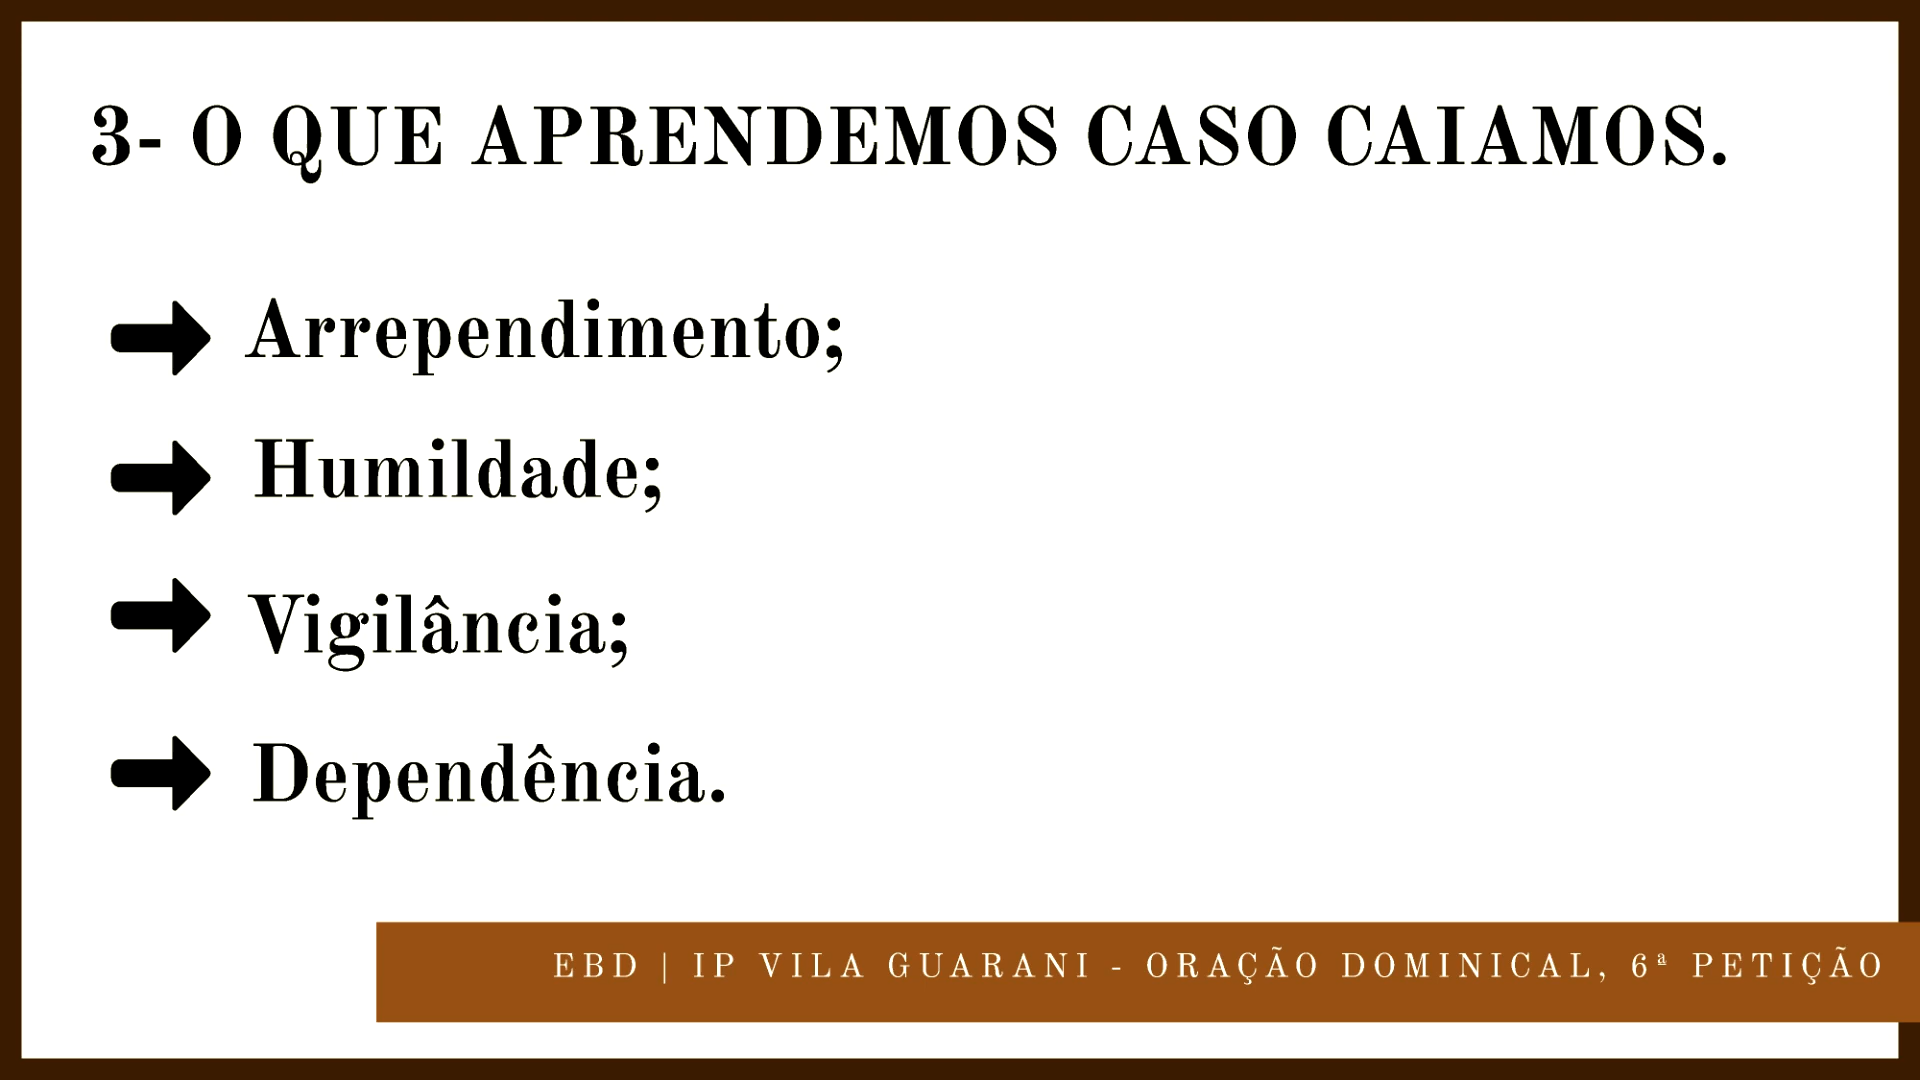 3- O QUE APRENDEMOS CASO CAIAMOS.
Arrependimento;
Humildade;
Vigilância;
Dependência.
EBD | IP VILA GUARANI - ORAÇÃO DOMINICAL, 6ª PETIÇÃO